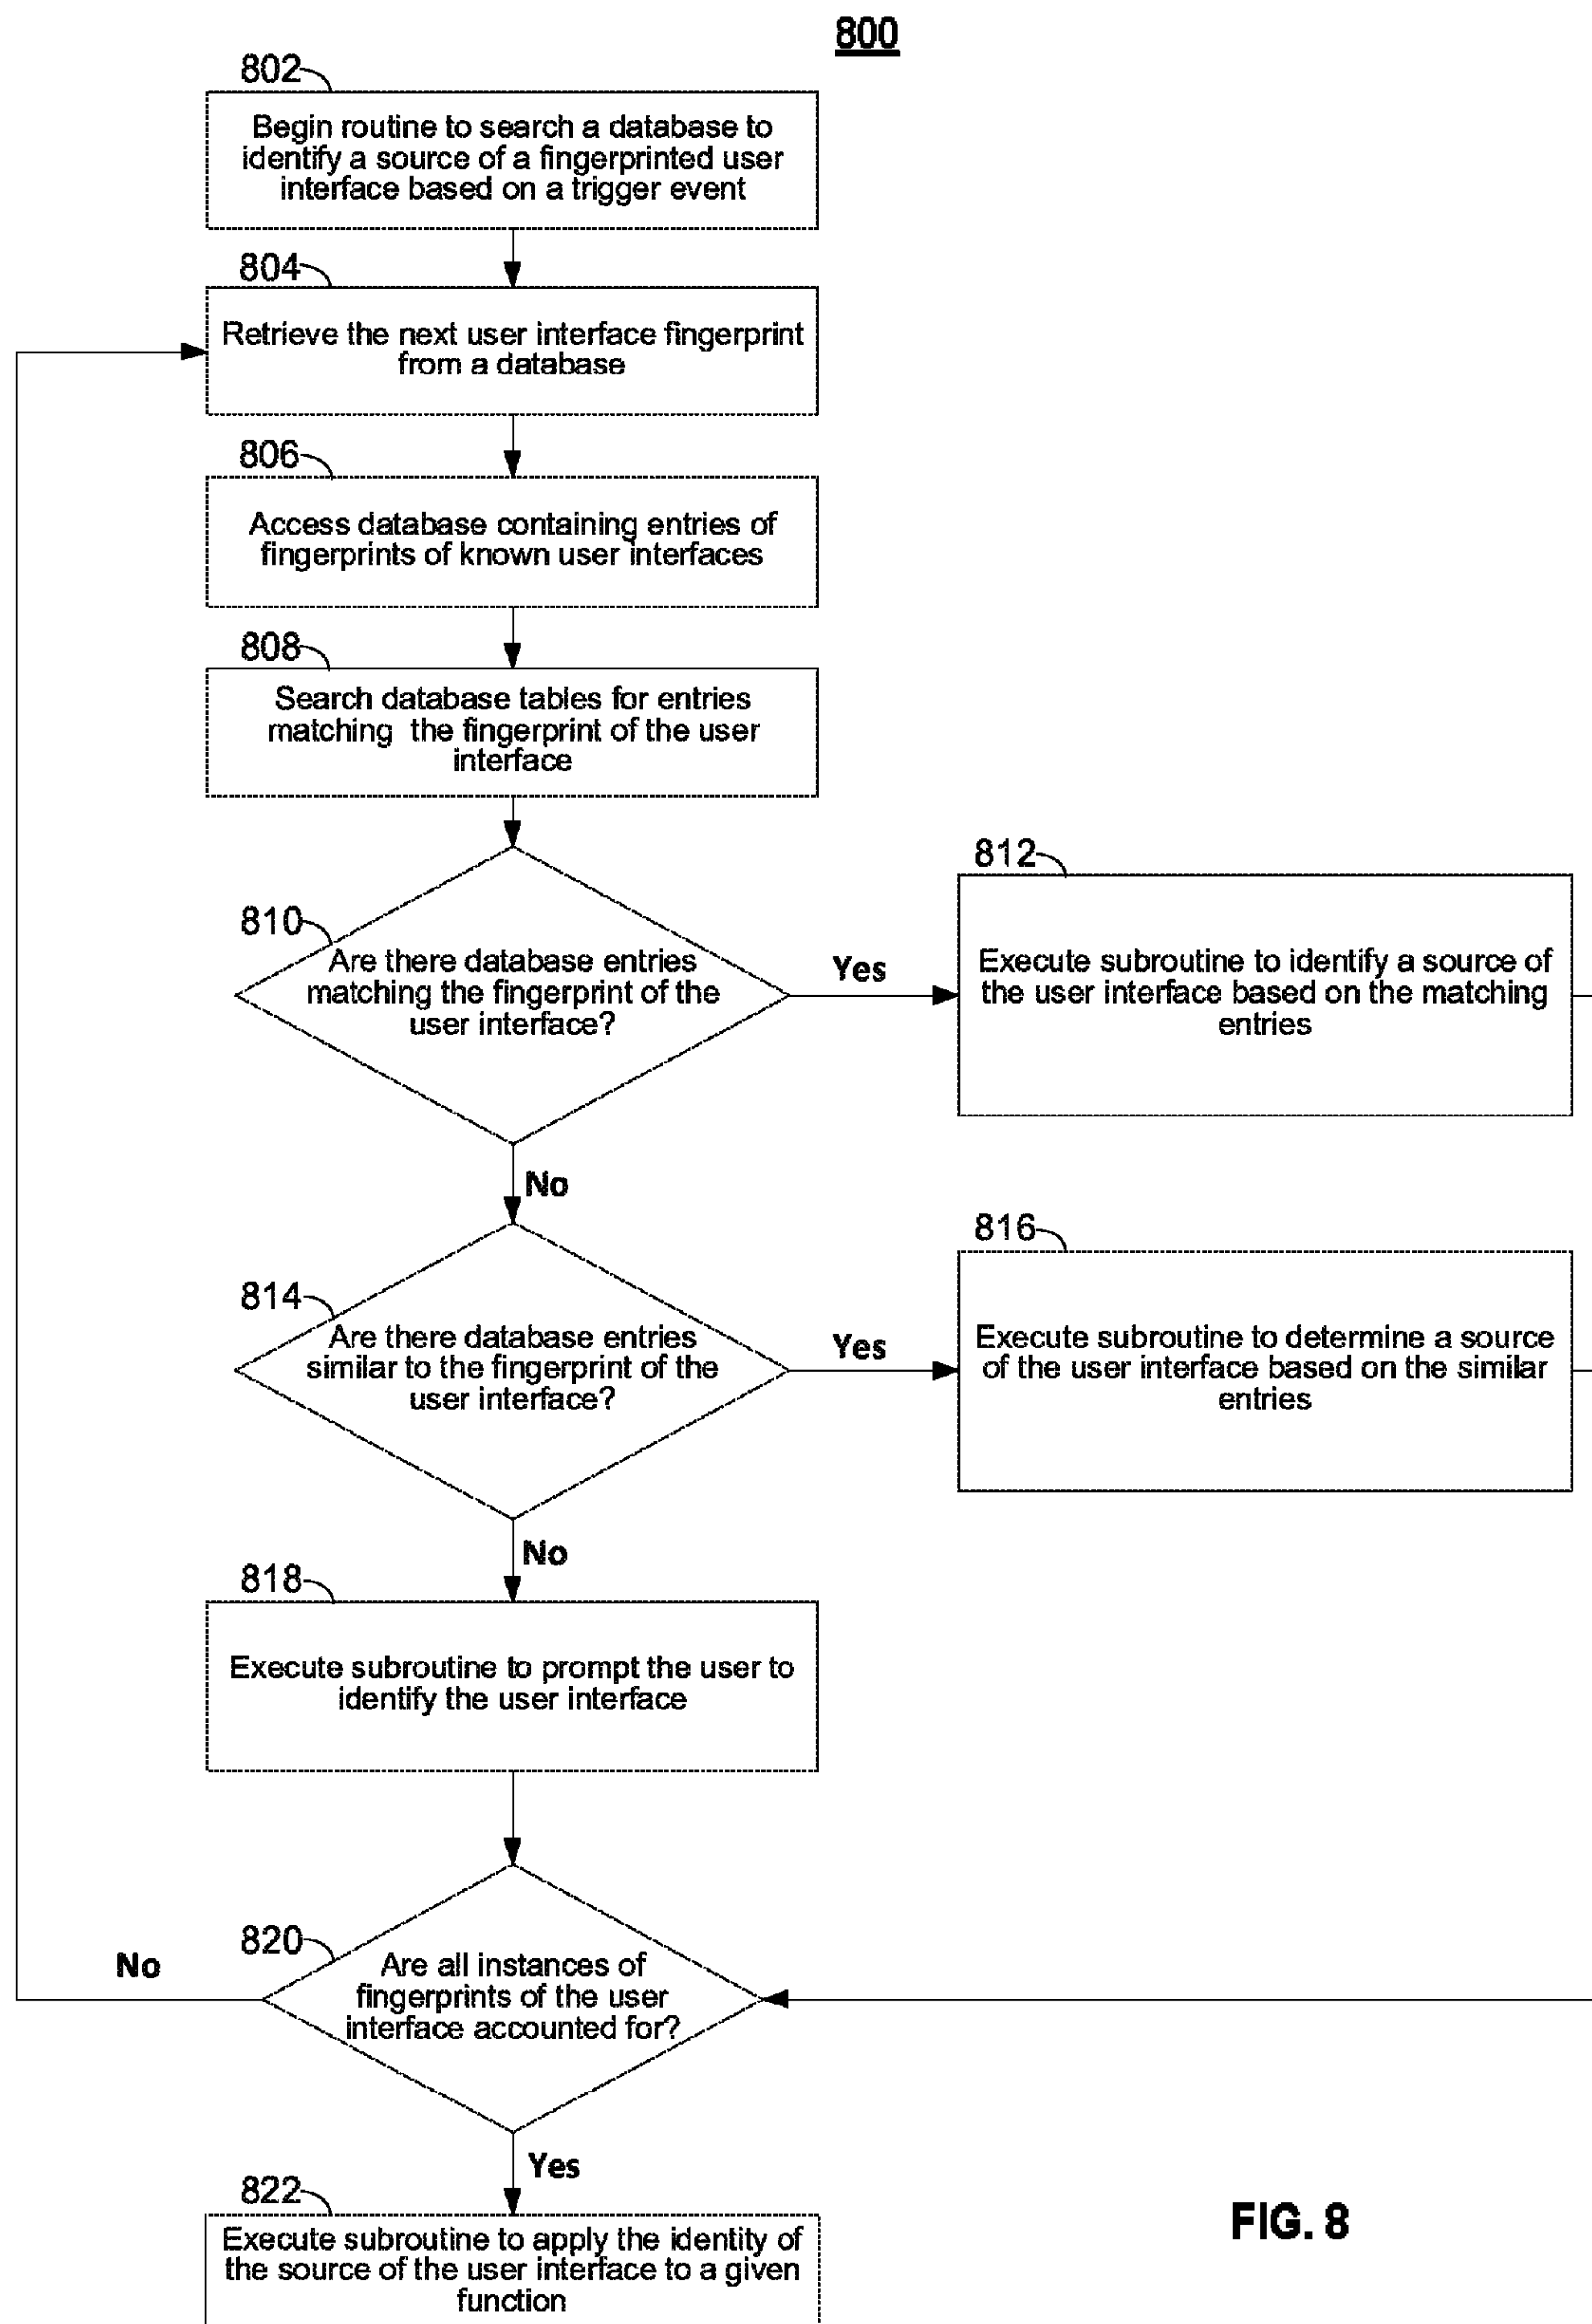 800
802
Begin routine to search a database to
identify a source of a fingerprinted user
interface based on a trigger event
804
Retrieve the next user interface fingerprint
from a database
806
Access database containing entries of
fingerprints of known user interfaces
808
Search database tables for entries
matching the fingerprint of the user
interface
810
Are there database entries
matching the fingerprint of the
user interface?
Yes
812
Execute subroutine to identify a source of
the user interface based on the matching
entries
No
814
Are there database entries
similar to the fingerprint of the
user interface?
Yes
816
Execute subroutine to determine a source
of the user interface based on the similar
entries
No
818
Execute subroutine to prompt the user to
identify the user interface
820
Are all instances of
fingerprints of the user
interface accounted for?
No
Yes
822
Execute subroutine to apply the identity of
the source of the user interface to a given
function
FIG. 8